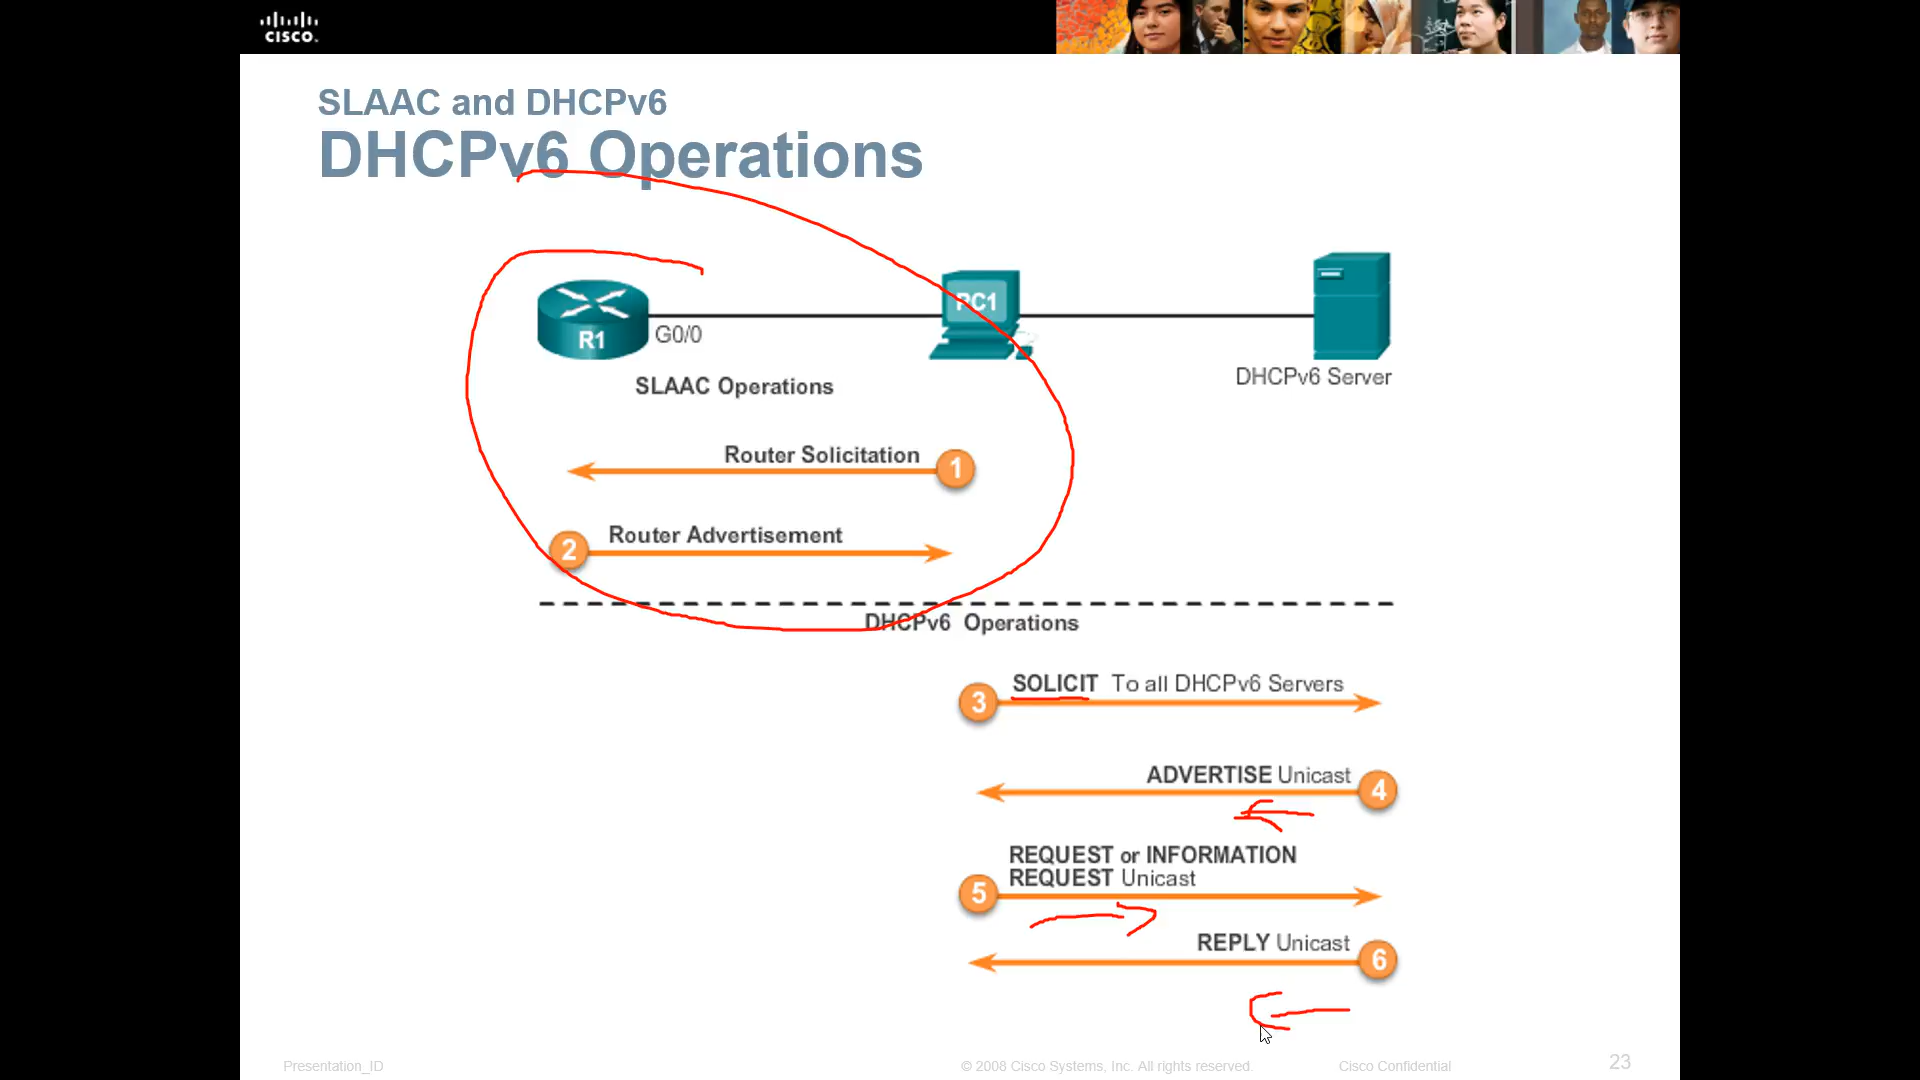 CISCO.
SLAAC and DHCPv6
DHCPv6 Operations
PC1
R1
G0/0
DHCPv6 Server
SLAAC Operations
Router Solicitation
1
Router Advertisement
2
DHCPv6 Operations
SOLICIT To all DHCPv6 Servers
3
ADVERTISE Unicast
4
REQUEST or INFORMATION
REQUEST Unicast
5
REPLY Unicast
6
Presentation_ID
© 2008 Cisco Systems, Inc. All rights reserved.
Cisco Confidential
23